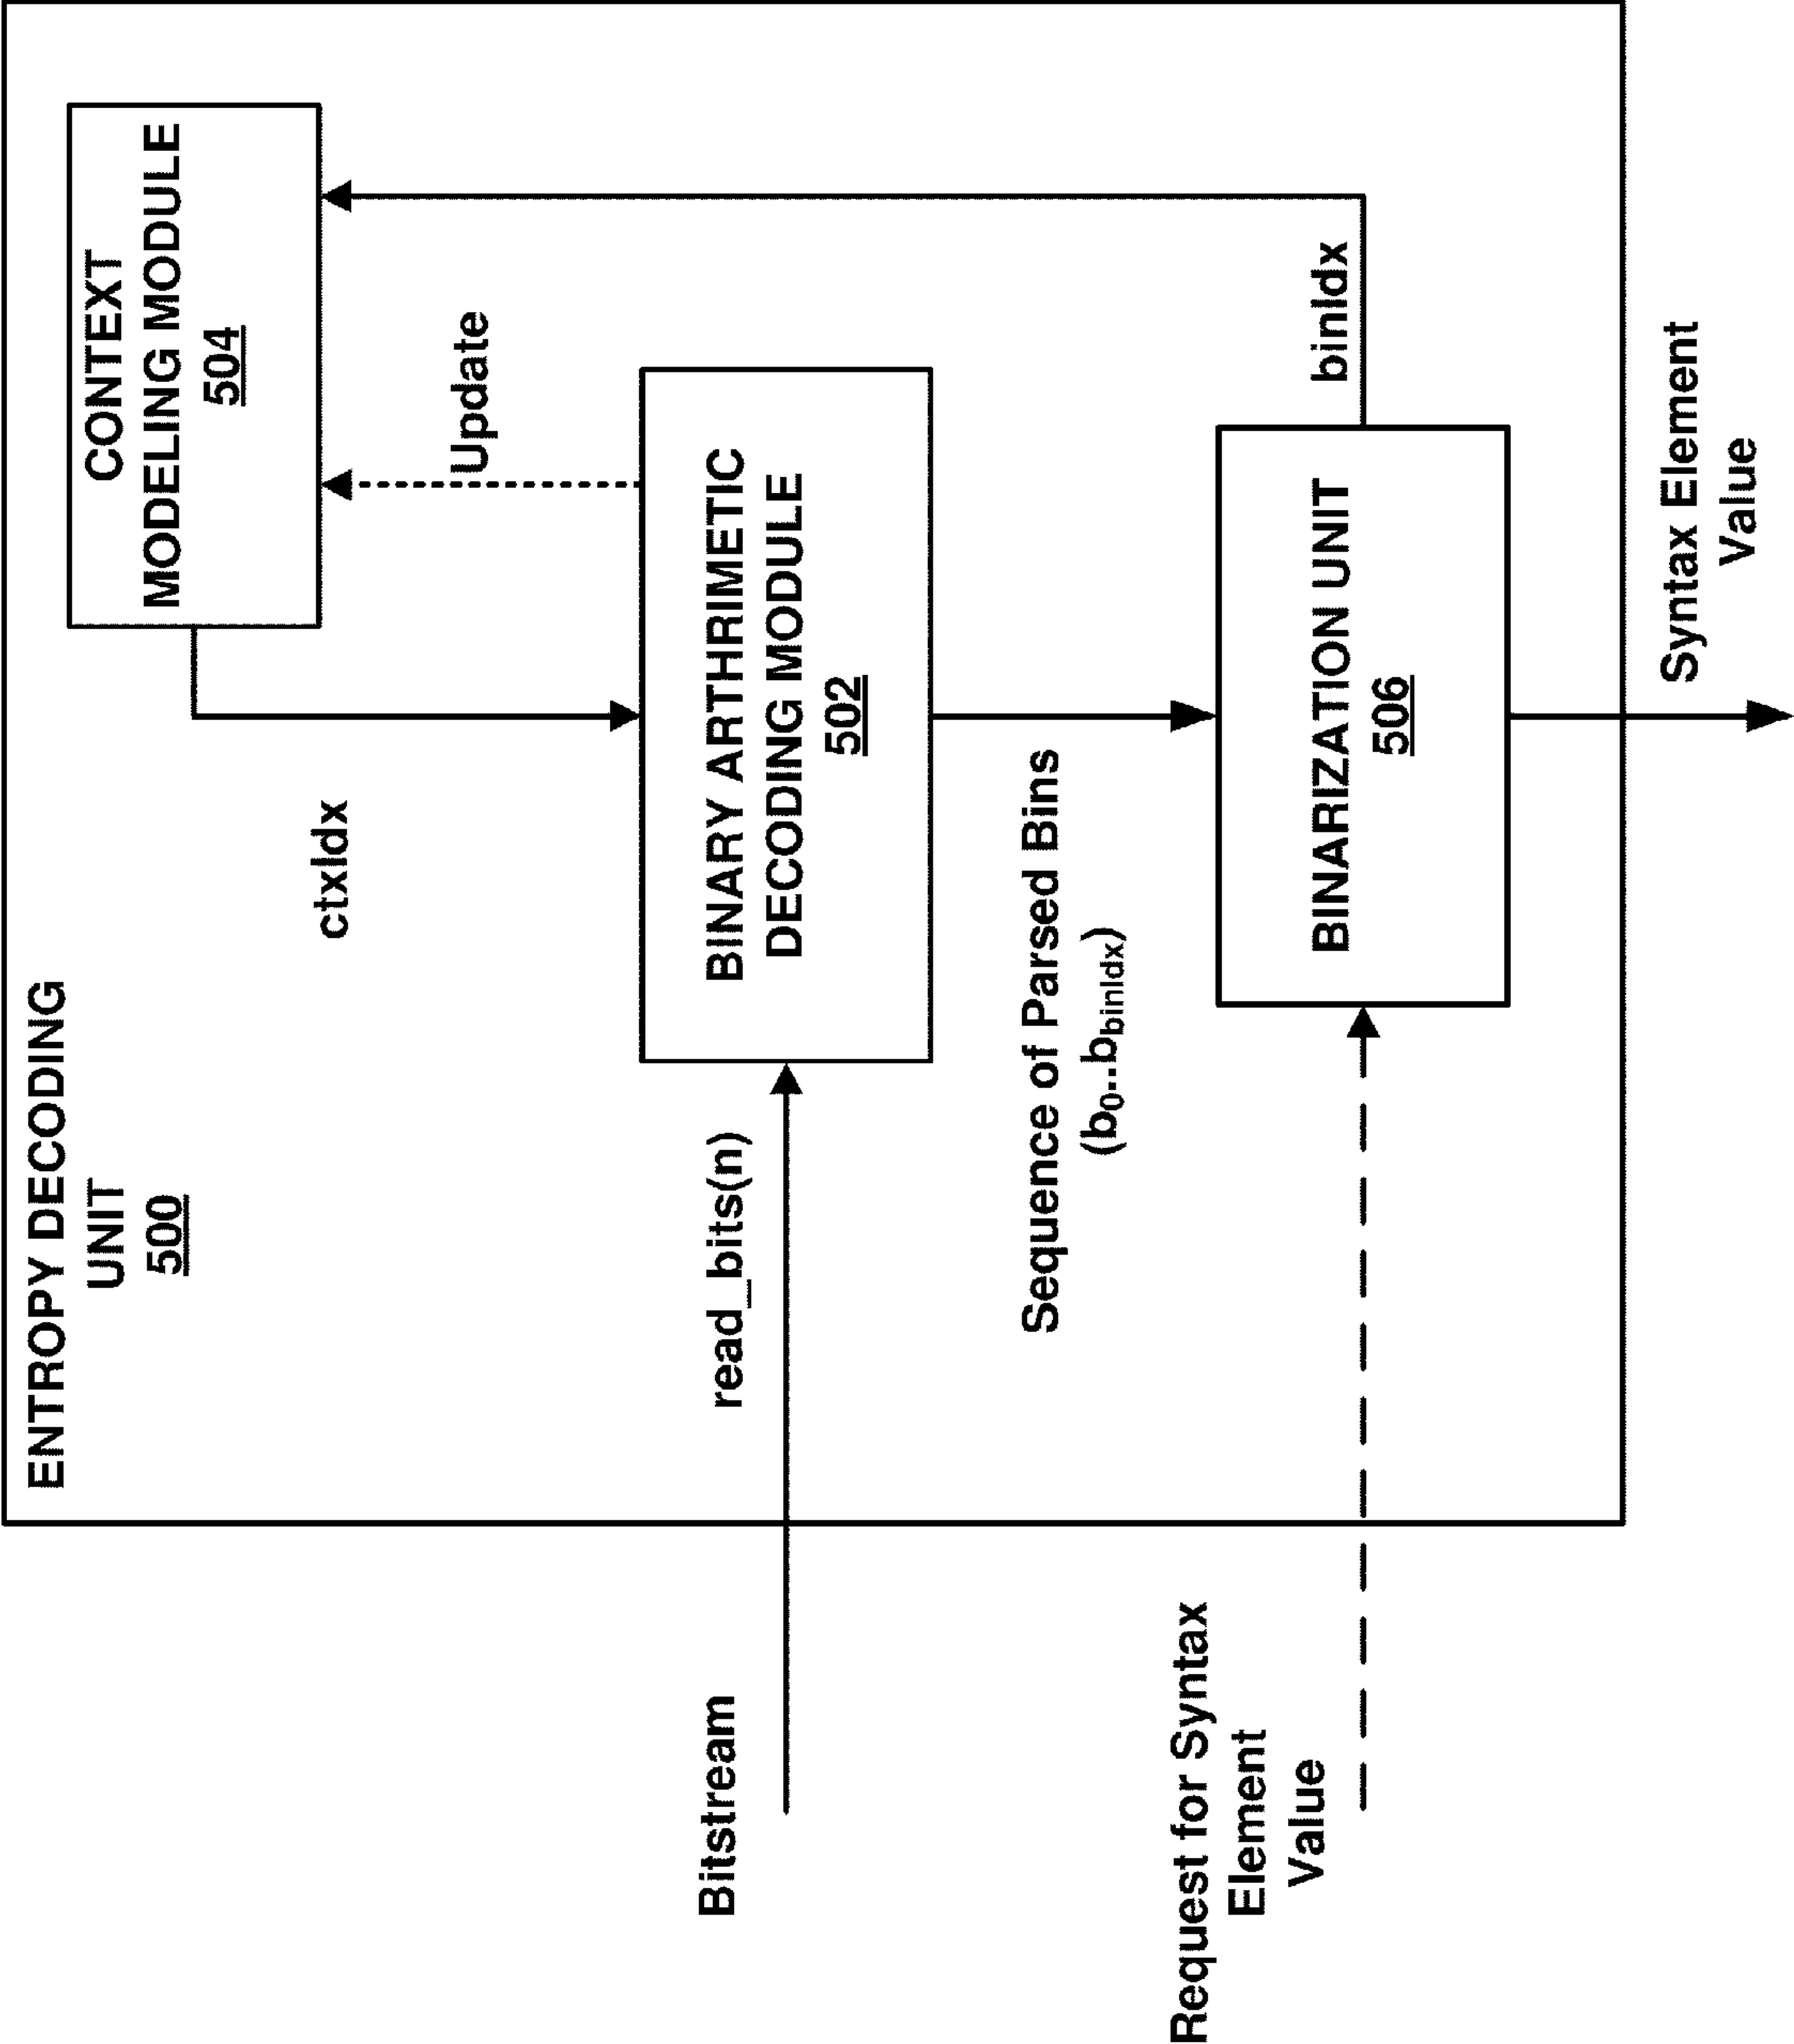 ENTROPY DECODING
UNIT
500
CONTEXT
MODELING MODULE
504
ctxIdx
Update
Bitstream
read_bits(n)
BINARY ARTHRIMETIC
DECODING MODULE
502
Sequence of Parsed Bins
(b0..bbinIdx)
Request for Syntax
Element
Value
BINARIZATION UNIT
506
binIdx
Syntax Element
Value